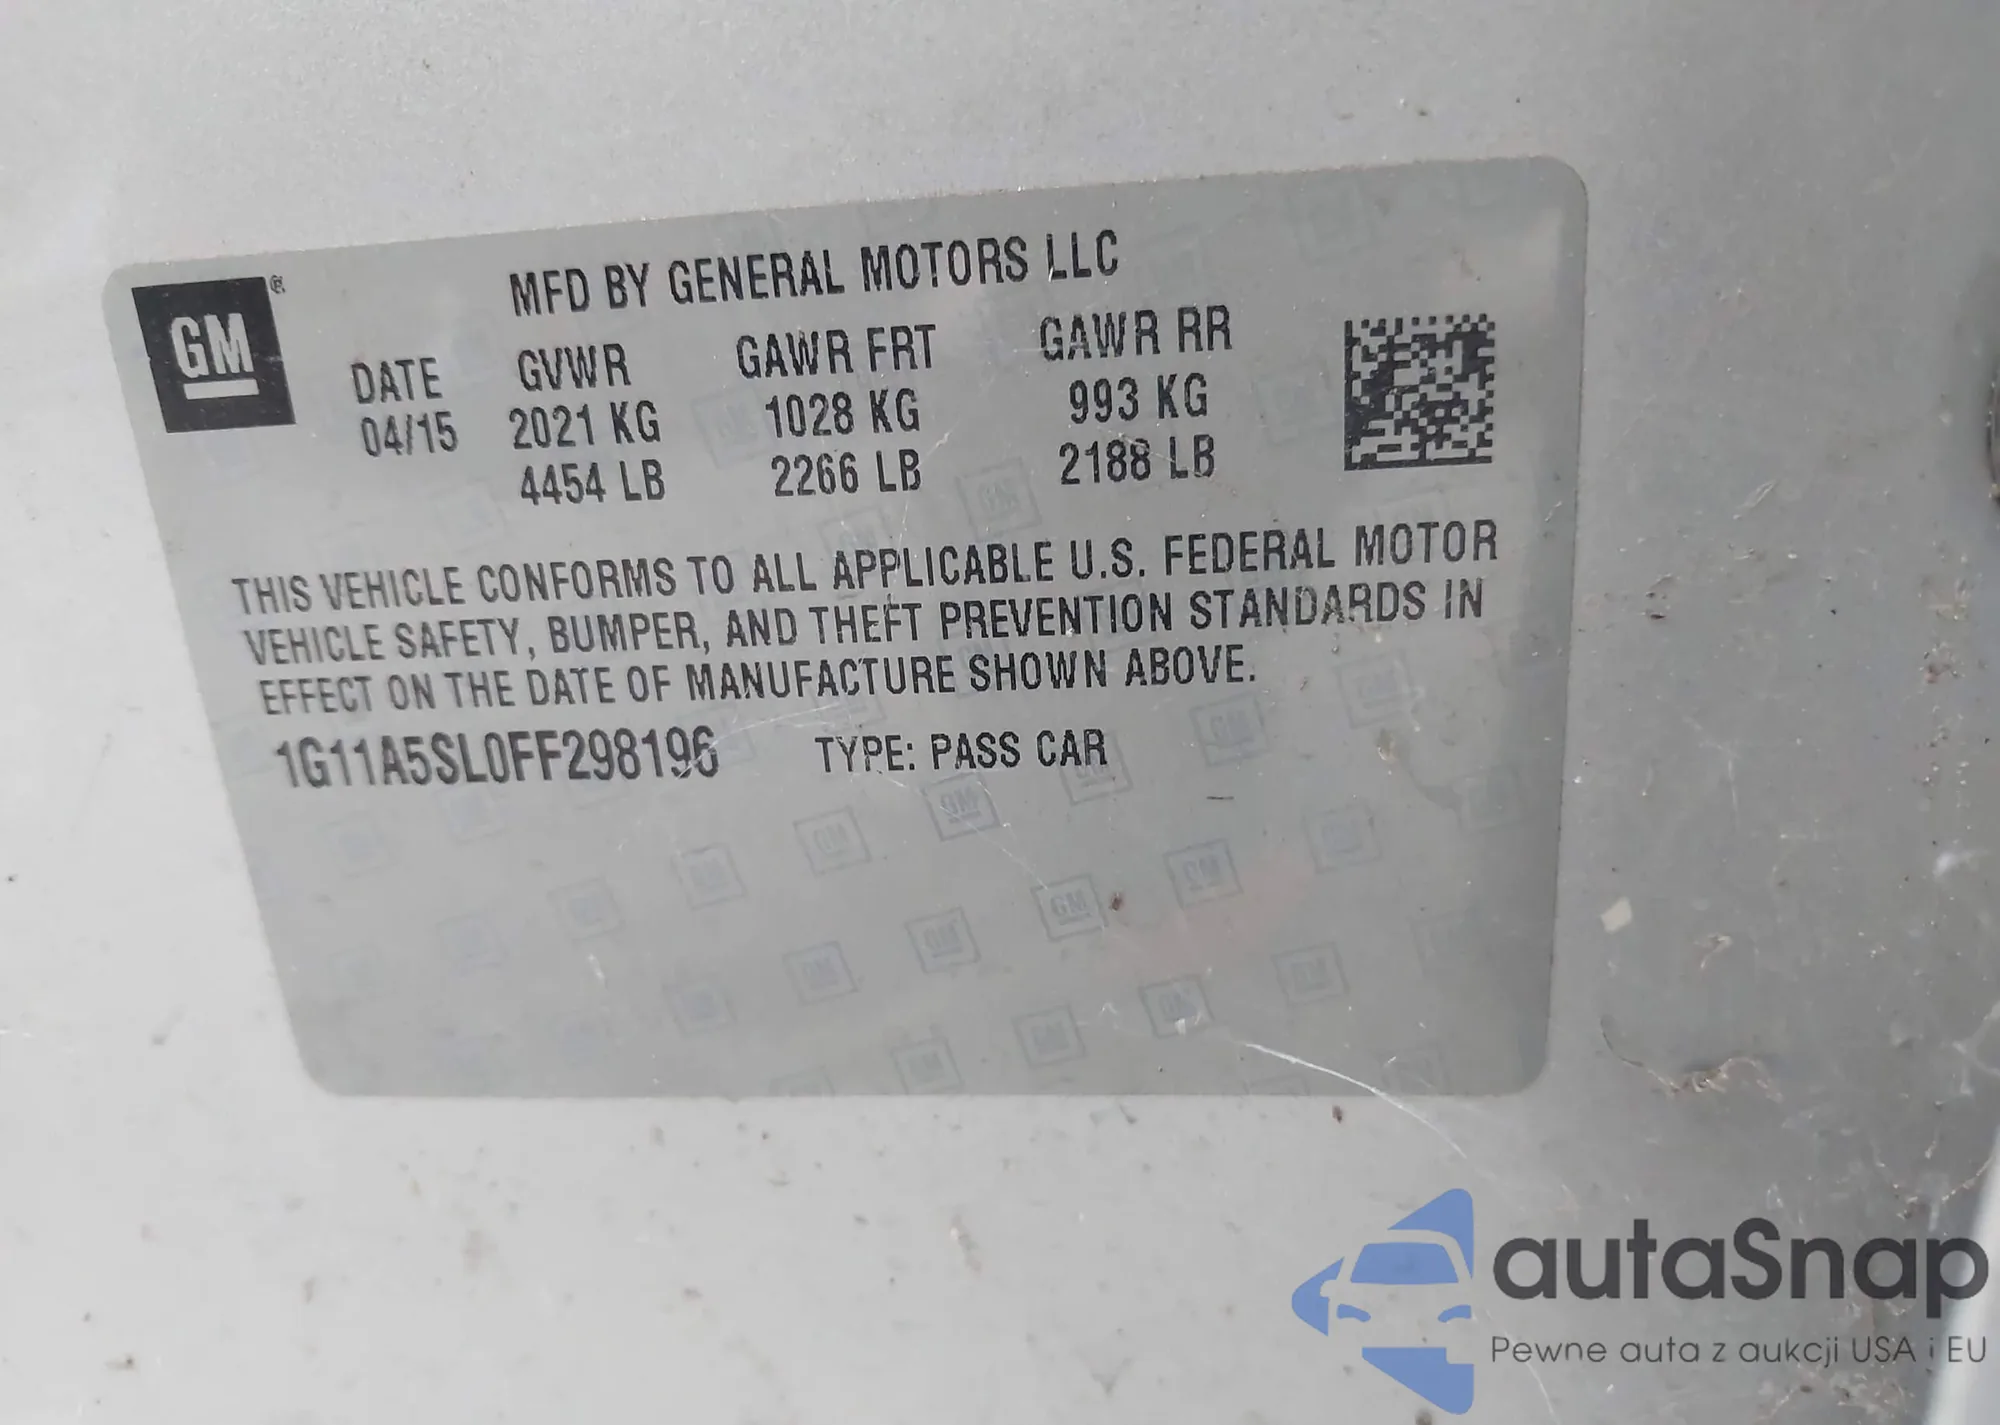 GM®
MFD BY GENERAL MOTORS LLC
DATE GVWR GAWR FRT GAWR RR
04/15 2021 KG 1028 KG 993 KG
4454 LB 2266 LB 2188 LB
THIS VEHICLE CONFORMS TO ALL APPLICABLE U.S. FEDERAL MOTOR
VEHICLE SAFETY, BUMPER, AND THEFT PREVENTION STANDARDS IN
EFFECT ON THE DATE OF MANUFACTURE SHOWN ABOVE.
1G11A5SL0FF298196 TYPE: PASS CAR
autaSnap
Pewne auta z aukcji USA i EU